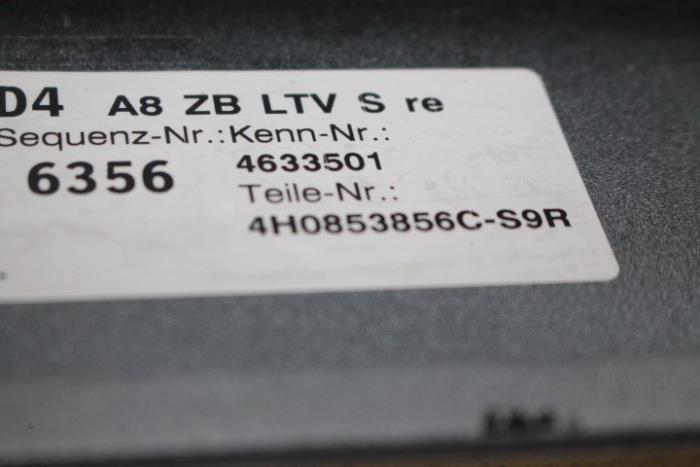 D4 A8 ZB LTV S re
Sequenz-Nr.: Kenn-Nr.:
6356 4633501
Teile-Nr.:
4H0853856C-S9R